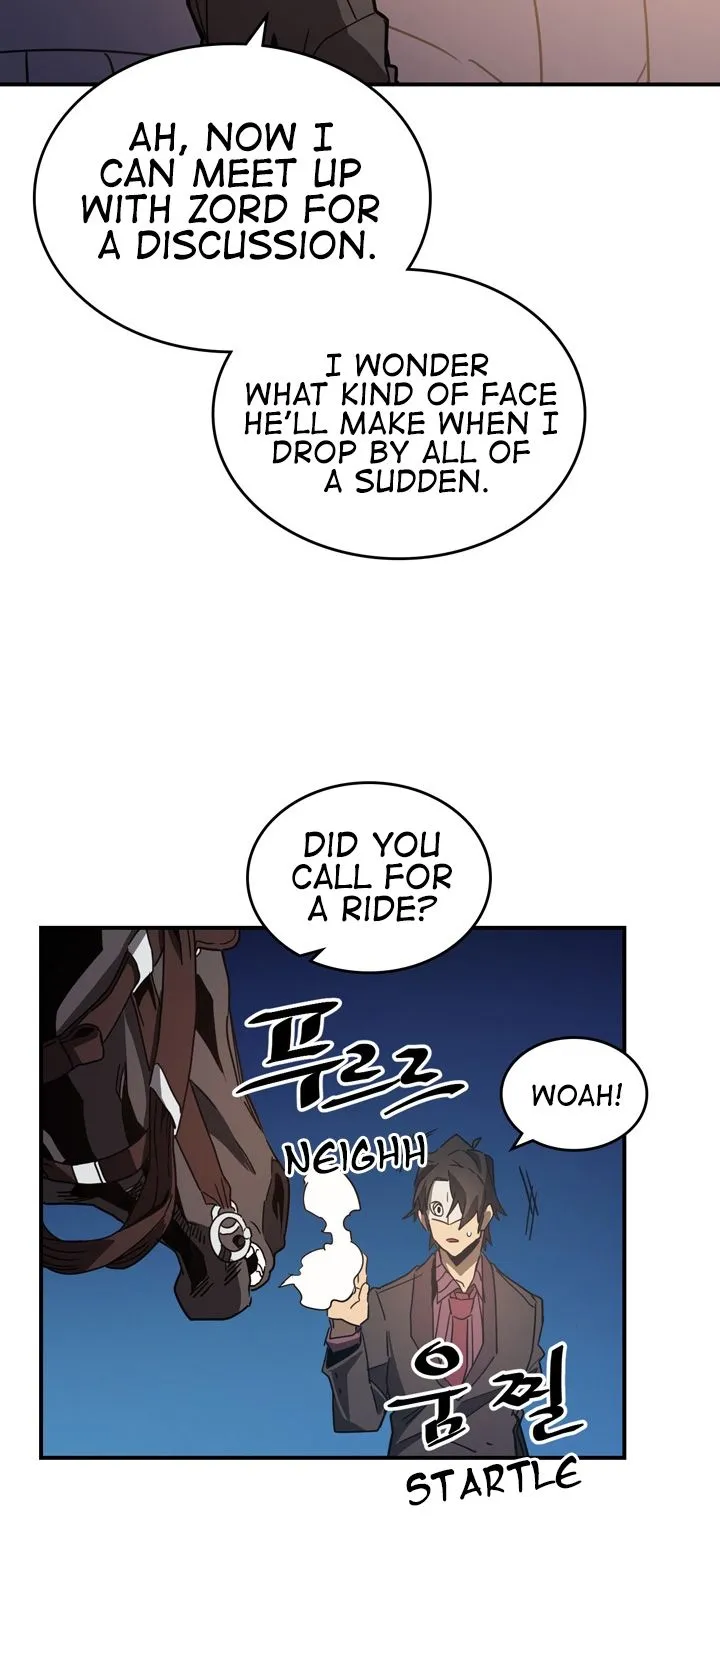 AH, NOW I
CAN MEET UP
WITH ZORD FOR
A DISCUSSION.
I WONDER
WHAT KIND OF FACE
HE'LL MAKE WHEN I
DROP BY ALL OF
A SUDDEN.
DID YOU
CALL FOR
A RIDE?
푸르르
WOAH!
NEIGHH
움찔
STARTLE